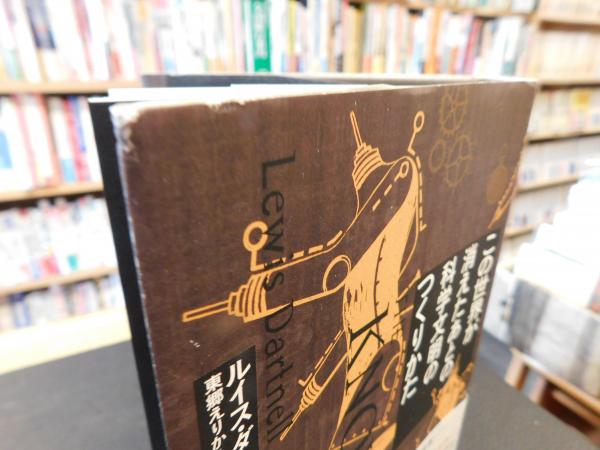 この世界が
消えたあとの
科学文明の
つくりかた
Lewis Dartnell
KNO
ルイス・ダ
東郷えりか